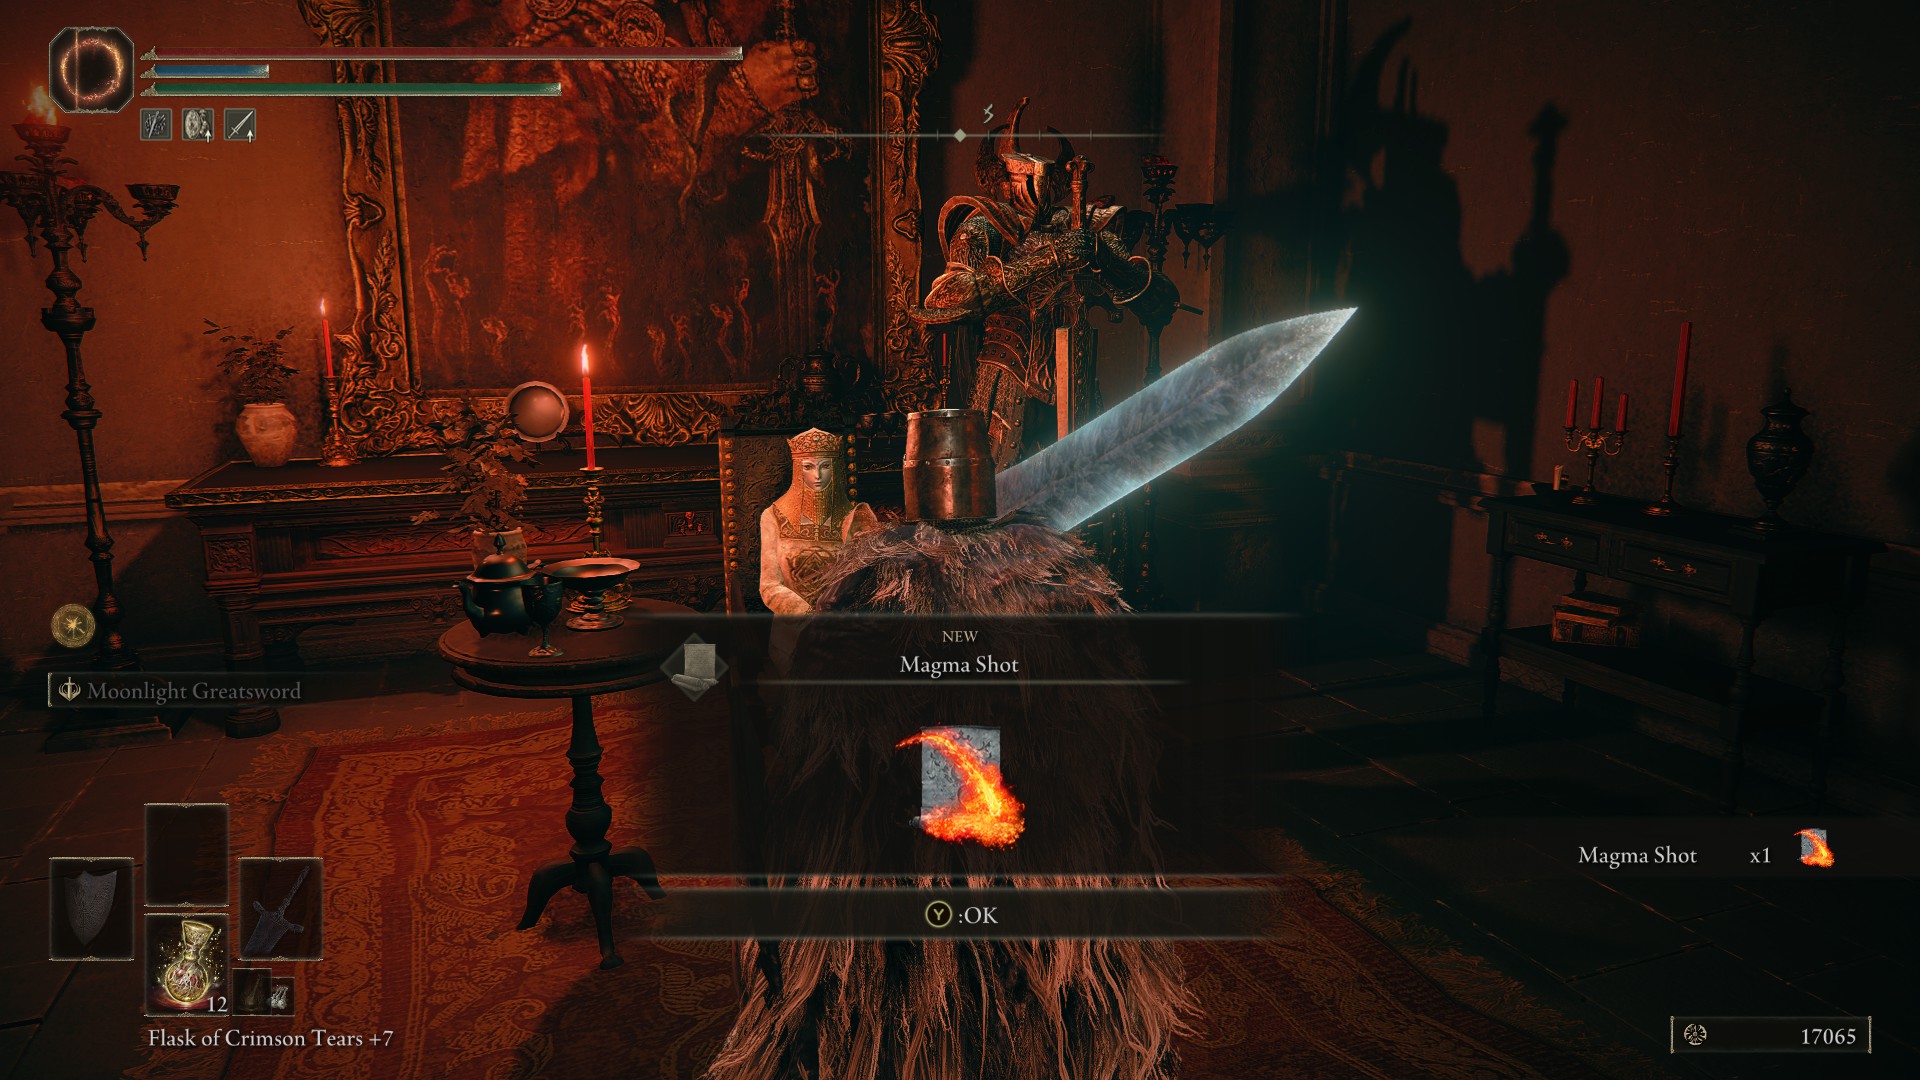 NEW
Magma Shot
Moonlight Greatsword
Magma Shot x1
Y :OK
12
Flask of Crimson Tears +7
17065